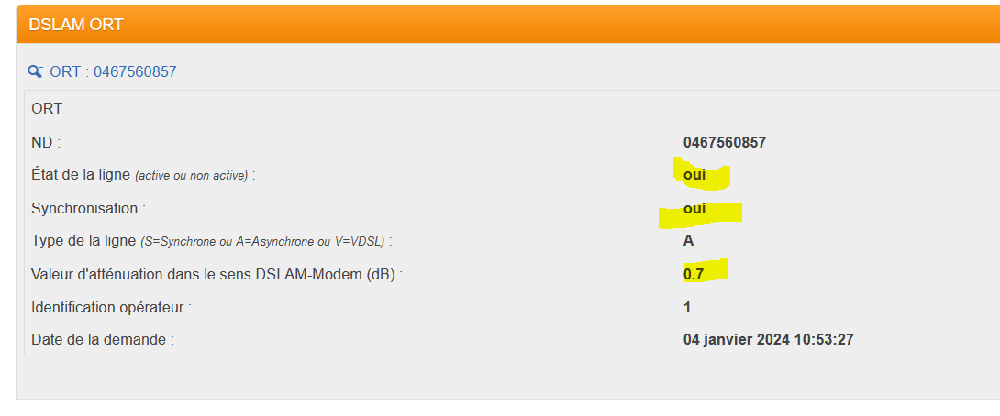 DSLAM ORT
ORT : 0467560857
ORT
ND : 0467560857
État de la ligne (active ou non active) : oui
Synchronisation : oui
Type de la ligne (S=Synchrone ou A=Asynchrone ou V=VDSL) : A
Valeur d'atténuation dans le sens DSLAM-Modem (dB) : 0.7
Identification opérateur : 1
Date de la demande : 04 janvier 2024 10:53:27